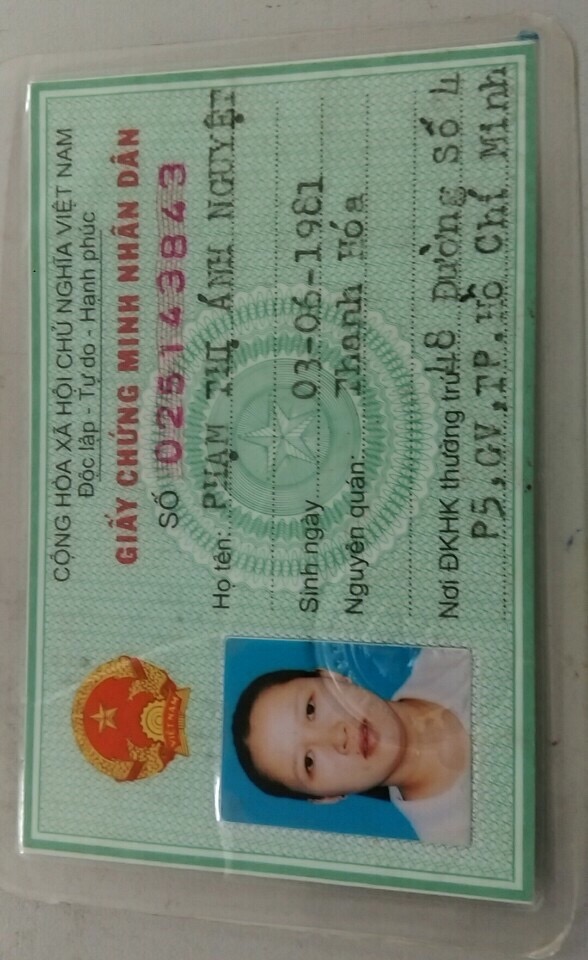 CỘNG HÒA XÃ HỘI CHỦ NGHĨA VIỆT NAM
Độc lập - Tự do - Hạnh phúc
GIẤY CHỨNG MINH NHÂN DÂN
SỐ 025143843
Họ tên: PHẠM THỊ ÁNH NGUYỆT
Sinh ngày 03-06-1981
Nguyên quán: Thanh Hóa
Nơi ĐKHK thường trú 48 Đường Số 4
P5,GV,TP.Hồ Chí Minh
VIỆT NAM